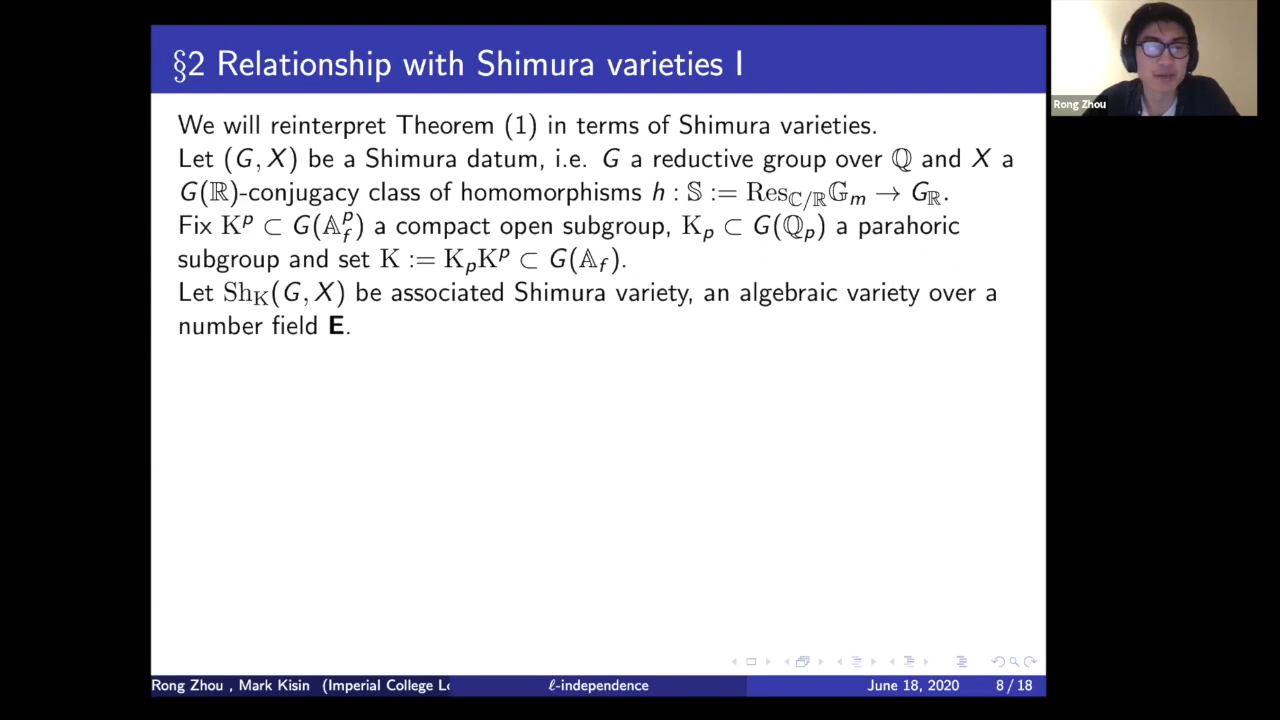 §2 Relationship with Shimura varieties I
Rong Zhou
We will reinterpret Theorem (1) in terms of Shimura varieties.
Let (G, X) be a Shimura datum, i.e. G a reductive group over ℚ and X a
G(ℝ)-conjugacy class of homomorphisms h : 𝕊 := Res_{ℂ/ℝ}𝔾_m → G_ℝ.
Fix K^p ⊂ G(𝔸_f^p) a compact open subgroup, K_p ⊂ G(ℚ_p) a parahoric
subgroup and set K := K_pK^p ⊂ G(𝔸_f).
Let Sh_K(G, X) be associated Shimura variety, an algebraic variety over a
number field E.
Rong Zhou , Mark Kisin (Imperial College Lo
ℓ-independence
June 18, 2020
8 / 18